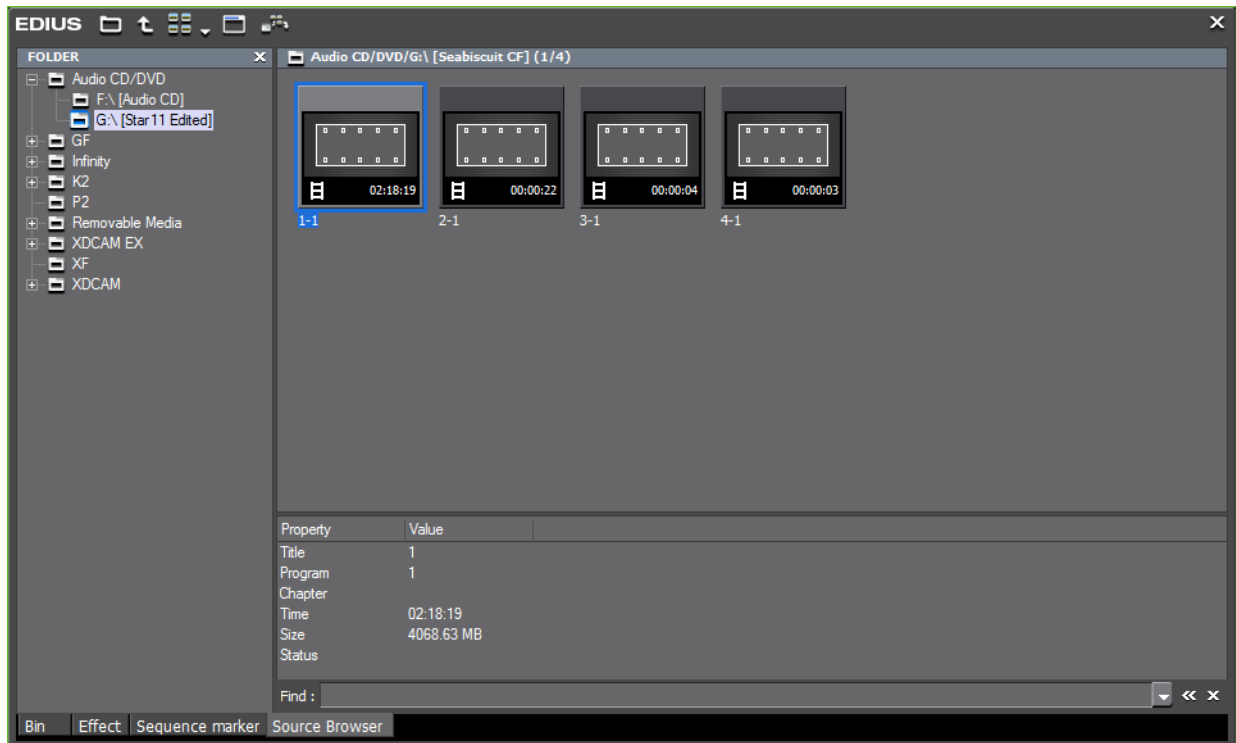 EDIUS
FOLDER
Audio CD/DVD
F:\ [Audio CD]
G:\ [Star11 Edited]
GF
Infinity
K2
P2
Removable Media
XDCAM EX
XF
XDCAM
Audio CD/DVD/G:\ [Seabiscuit CF] (1/4)
02:18:19 00:00:22 00:00:04 00:00:03
1-1 2-1 3-1 4-1
Property Value
Title 1
Program 1
Chapter
Time 02:18:19
Size 4068.63 MB
Status
Find :
Bin Effect Sequence marker Source Browser